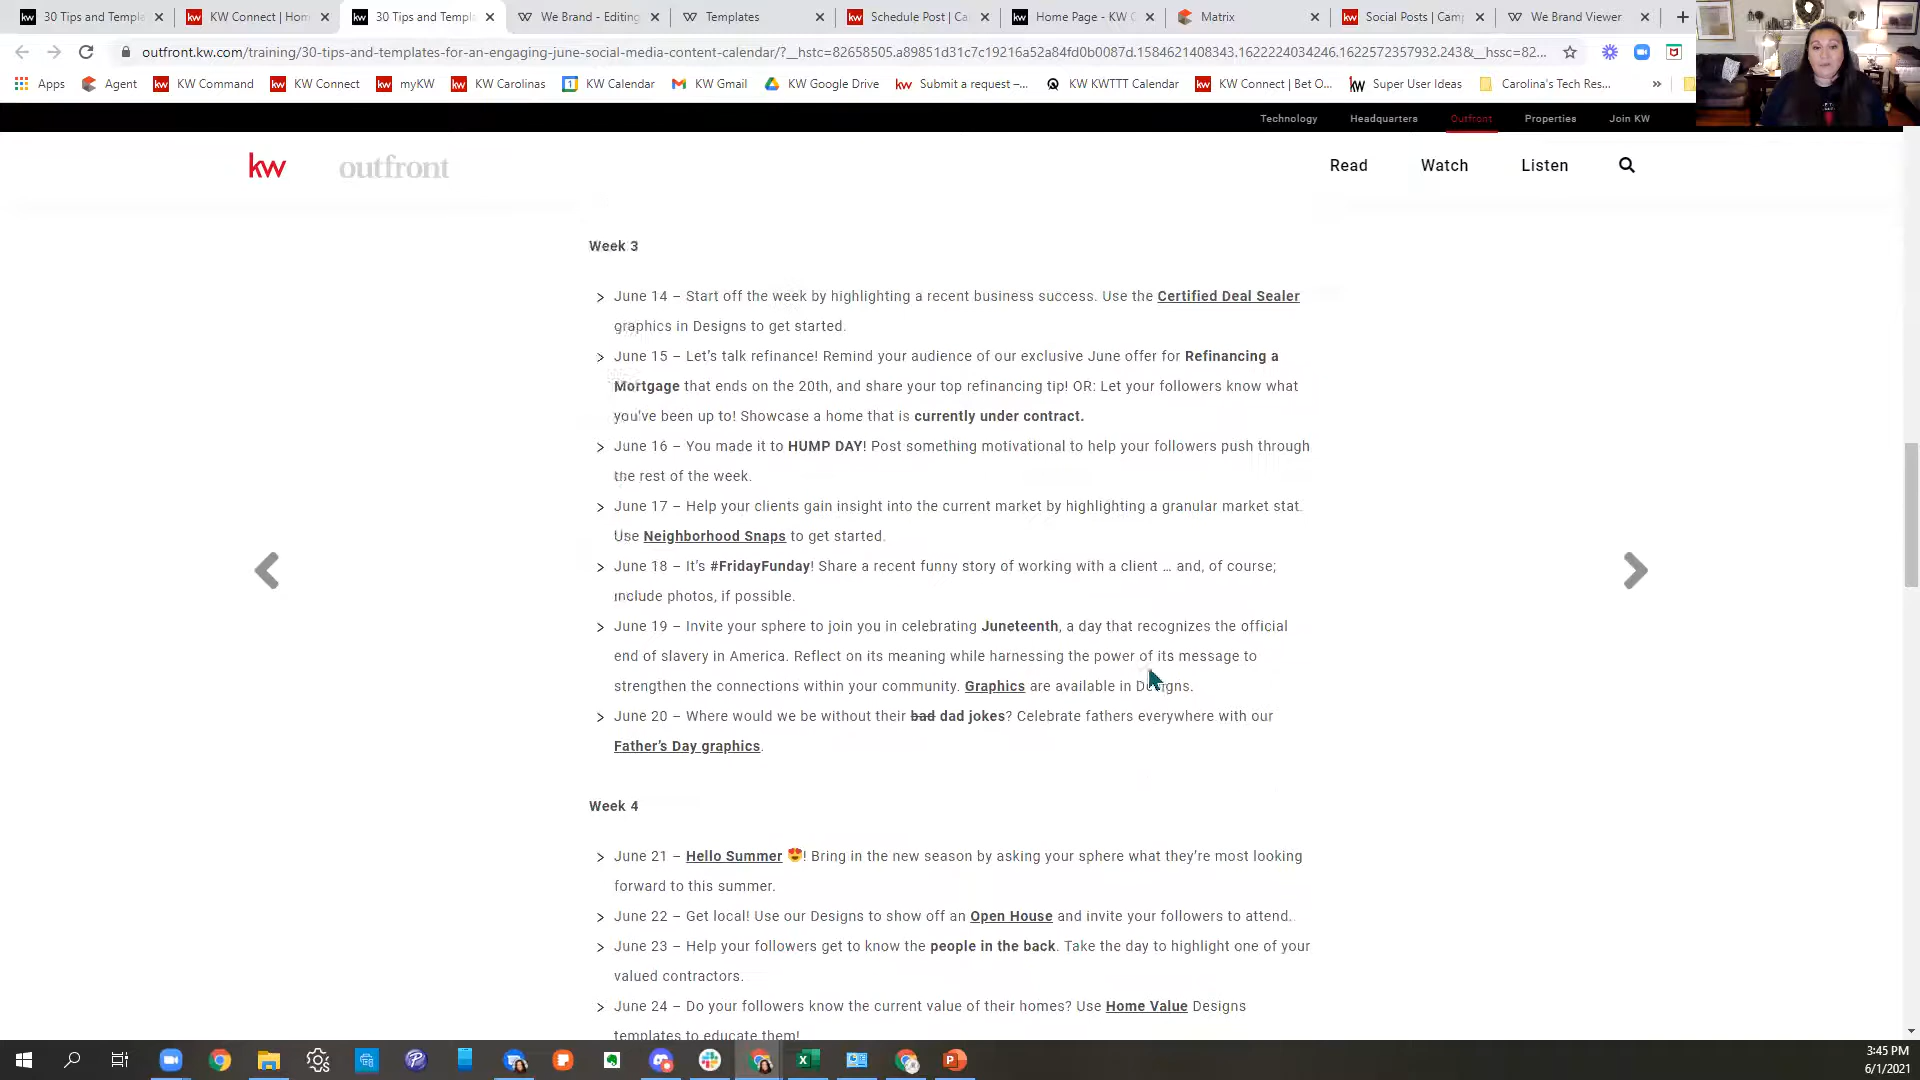 30 Tips and Templ
KW Connect | Hom
30 Tips and Templ
We Brand - Editing
Templates
Schedule Post | Ca
Home Page - KW C
Matrix
Social Posts | Cam
We Brand Viewer
outfront.kw.com/training/30-tips-and-templates-for-an-engaging-june-social-media-content-calendar/?__hstc=82658505.a89851d31c7c19216a52a84fd0b0087d.1584621408343.1622224034246.1622572357932.243&__hssc=82...
Apps
Agent
KW Command
KW Connect
myKW
KW Carolinas
KW Calendar
KW Gmail
KW Google Drive
Submit a request –...
KW KWTTT Calendar
KW Connect | Bet O...
Super User Ideas
Carolina's Tech Res...
Technology Headquarters Outfront Properties Join KW
kw outfront Read Watch Listen
Week 3
June 14 – Start off the week by highlighting a recent business success. Use the Certified Deal Sealer
graphics in Designs to get started.
June 15 – Let's talk refinance! Remind your audience of our exclusive June offer for Refinancing a
Mortgage that ends on the 20th, and share your top refinancing tip! OR: Let your followers know what
you've been up to! Showcase a home that is currently under contract.
June 16 – You made it to HUMP DAY! Post something motivational to help your followers push through
the rest of the week.
June 17 – Help your clients gain insight into the current market by highlighting a granular market stat.
Use Neighborhood Snaps to get started.
June 18 – It's #FridayFunday! Share a recent funny story of working with a client ... and, of course;
include photos, if possible.
June 19 – Invite your sphere to join you in celebrating Juneteenth, a day that recognizes the official
end of slavery in America. Reflect on its meaning while harnessing the power of its message to
strengthen the connections within your community. Graphics are available in Designs.
June 20 – Where would we be without their bad dad jokes? Celebrate fathers everywhere with our
Father's Day graphics.
Week 4
June 21 – Hello Summer 😍! Bring in the new season by asking your sphere what they're most looking
forward to this summer.
June 22 – Get local! Use our Designs to show off an Open House and invite your followers to attend.
June 23 – Help your followers get to know the people in the back. Take the day to highlight one of your
valued contractors.
June 24 – Do your followers know the current value of their homes? Use Home Value Designs
templates to educate them!
3:45 PM
6/1/2021